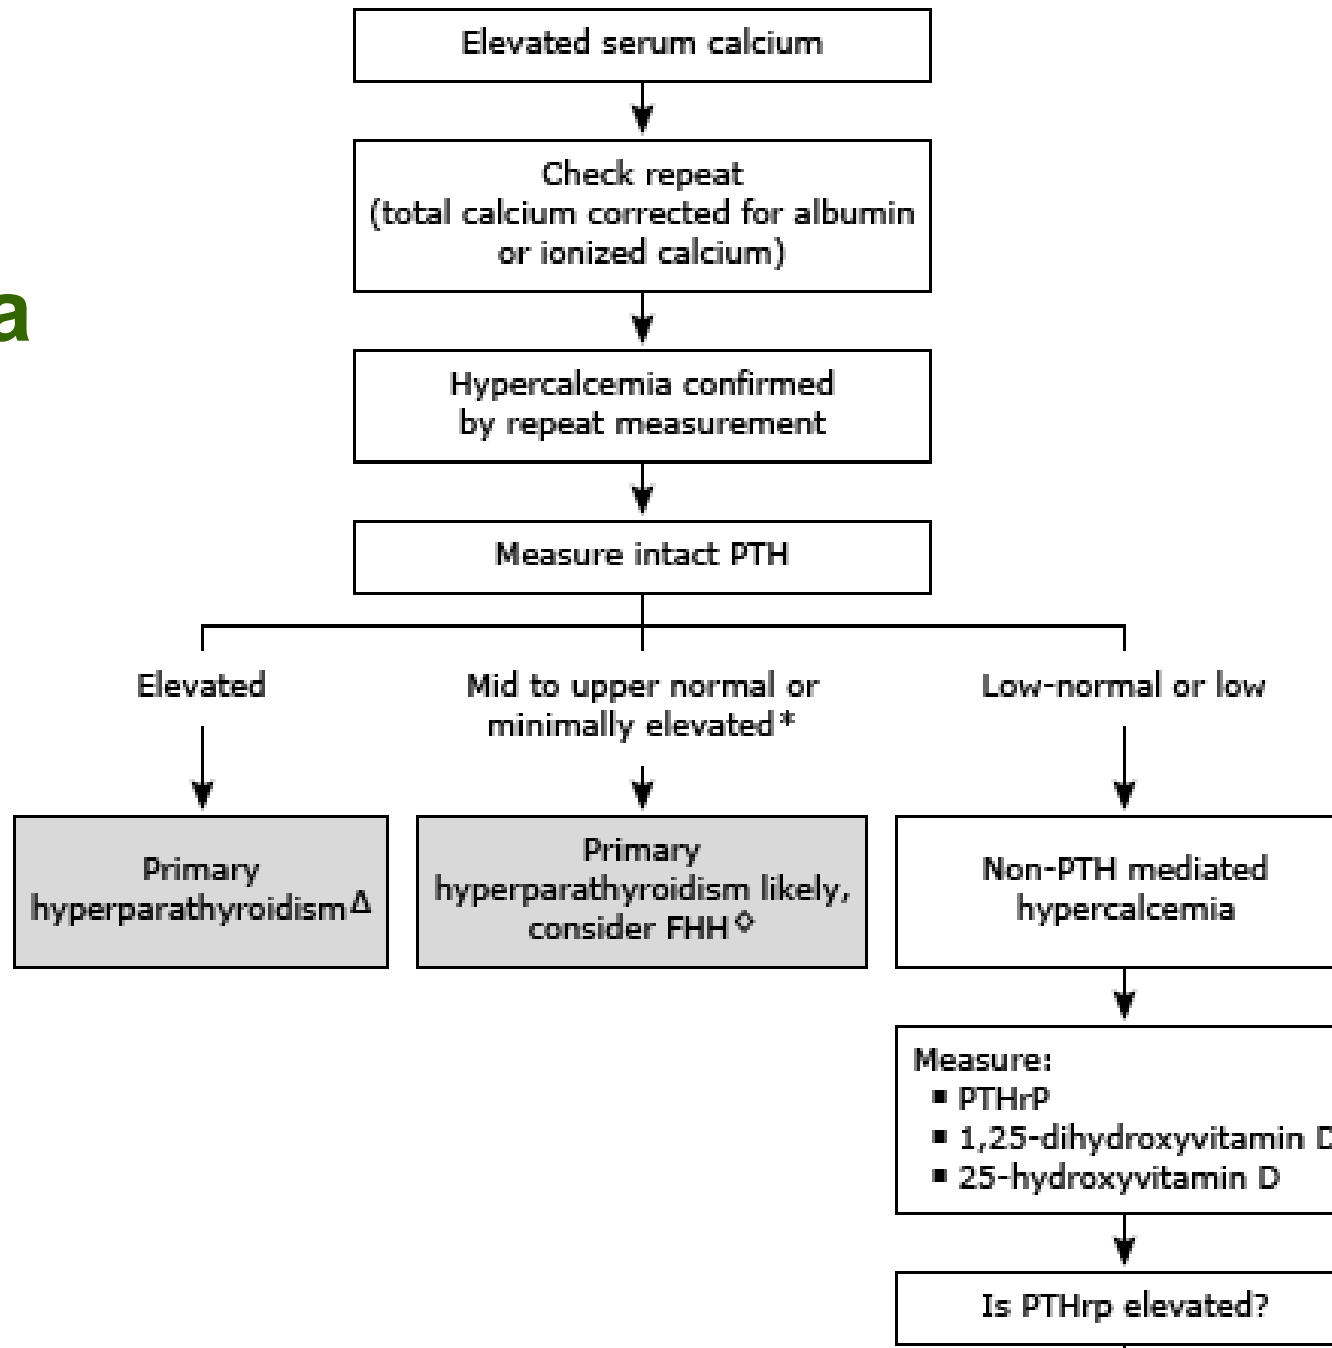 Elevated serum calcium
Check repeat
(total calcium corrected for albumin
or ionized calcium)
a
Hypercalcemia confirmed
by repeat measurement
Measure intact PTH
Elevated
Mid to upper normal or
minimally elevated*
Low-normal or low
Primary
hyperparathyroidismΔ
Primary
hyperparathyroidism likely,
consider FHH◊
Non-PTH mediated
hypercalcemia
Measure:
▪ PTHrP
▪ 1,25-dihydroxyvitamin D
▪ 25-hydroxyvitamin D
Is PTHrp elevated?